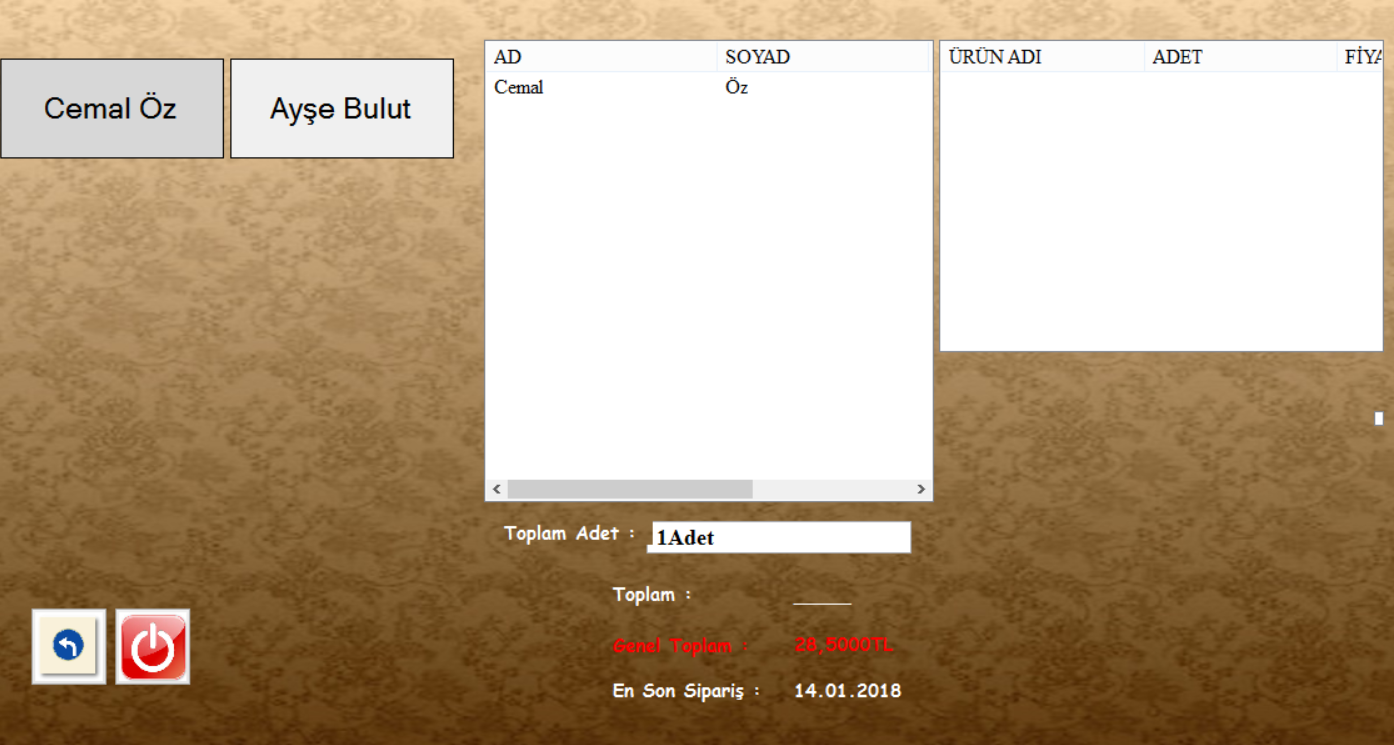 Cemal Öz
Ayşe Bulut
AD SOYAD
Cemal Öz
ÜRÜN ADI ADET
Toplam Adet : 1Adet
Toplam : _____
Genel Toplam : 28,5000TL
En Son Sipariş : 14.01.2018